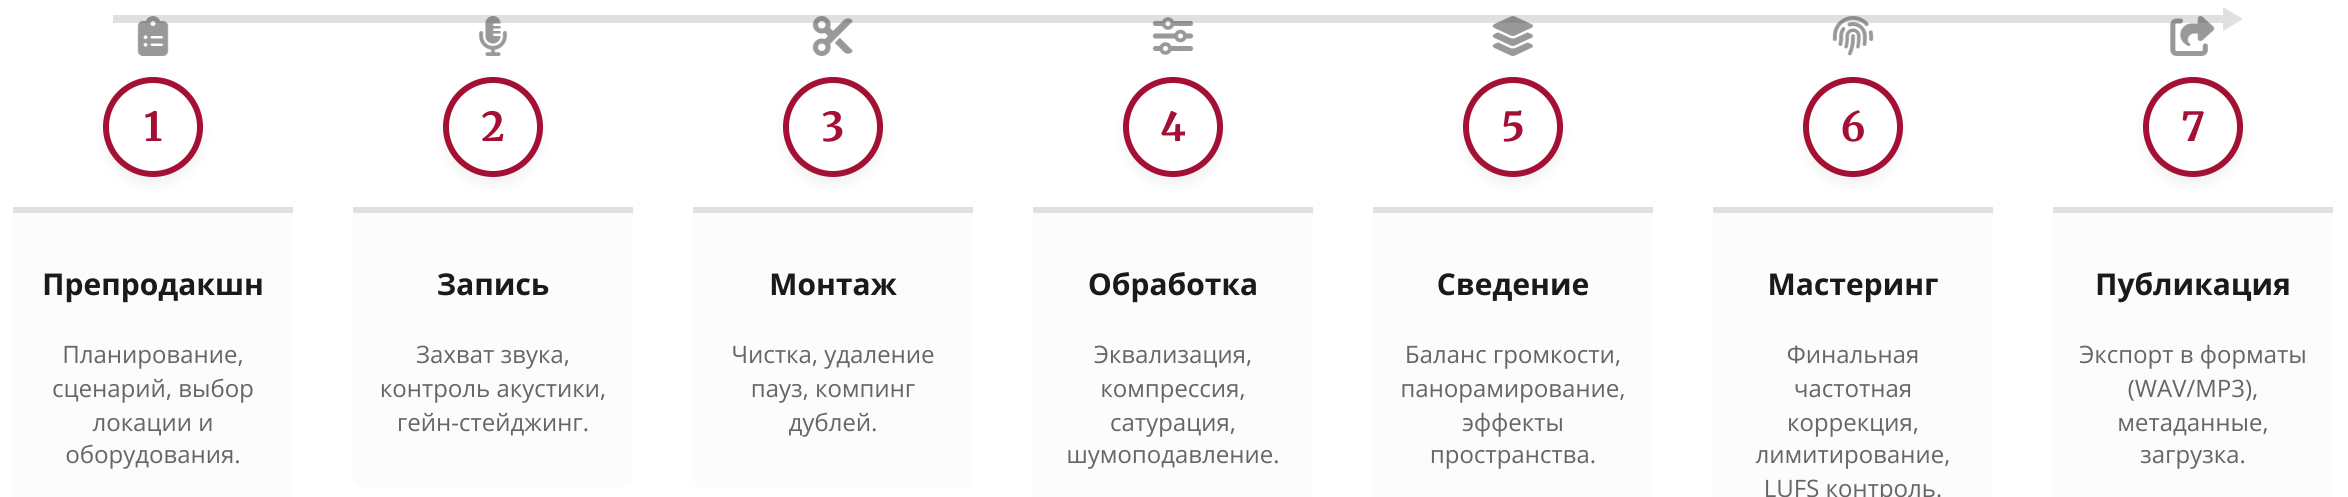 1
Препродакшн
Планирование,
сценарий, выбор
локации и
оборудования.
2
Запись
Захват звука,
контроль акустики,
гейн-стейджинг.
3
Монтаж
Чистка, удаление
пауз, компинг
дублей.
4
Обработка
Эквализация,
компрессия,
сатурация,
шумоподавление.
5
Сведение
Баланс громкости,
панорамирование,
эффекты
пространства.
6
Мастеринг
Финальная
частотная
коррекция,
лимитирование,
LUFS контроль.
7
Публикация
Экспорт в форматы
(WAV/MP3),
метаданные,
загрузка.